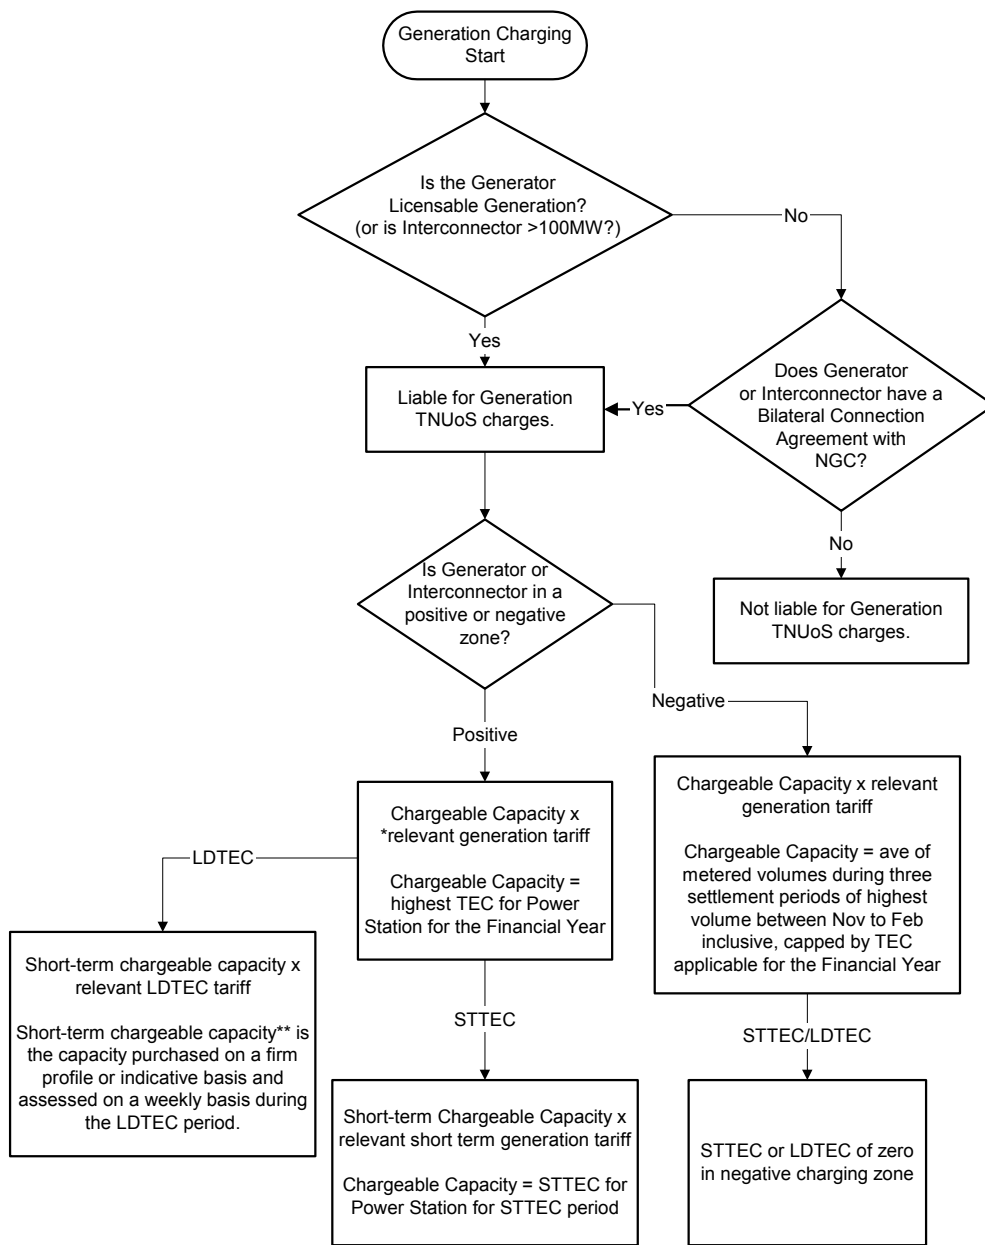 Generation Charging
Start
Is the Generator
Licensable Generation?
(or is Interconnector >100MW?)
No
Yes
Does Generator
or Interconnector have a
Bilateral Connection
Agreement with
NGC?
Liable for Generation
TNUoS charges.
Yes
No
Not liable for Generation
TNUoS charges.
Is Generator or
Interconnector in a
positive or negative
zone?
Negative
Positive
Chargeable Capacity x
*relevant generation tariff
Chargeable Capacity =
highest TEC for Power
Station for the Financial Year
Chargeable Capacity x relevant
generation tariff
Chargeable Capacity = ave of
metered volumes during three
settlement periods of highest
volume between Nov to Feb
inclusive, capped by TEC
applicable for the Financial Year
LDTEC
Short-term chargeable capacity x
relevant LDTEC tariff
Short-term chargeable capacity** is
the capacity purchased on a firm
profile or indicative basis and
assessed on a weekly basis during
the LDTEC period.
STTEC
STTEC/LDTEC
Short-term Chargeable Capacity x
relevant short term generation tariff
Chargeable Capacity = STTEC for
Power Station for STTEC period
STTEC or LDTEC of zero
in negative charging zone